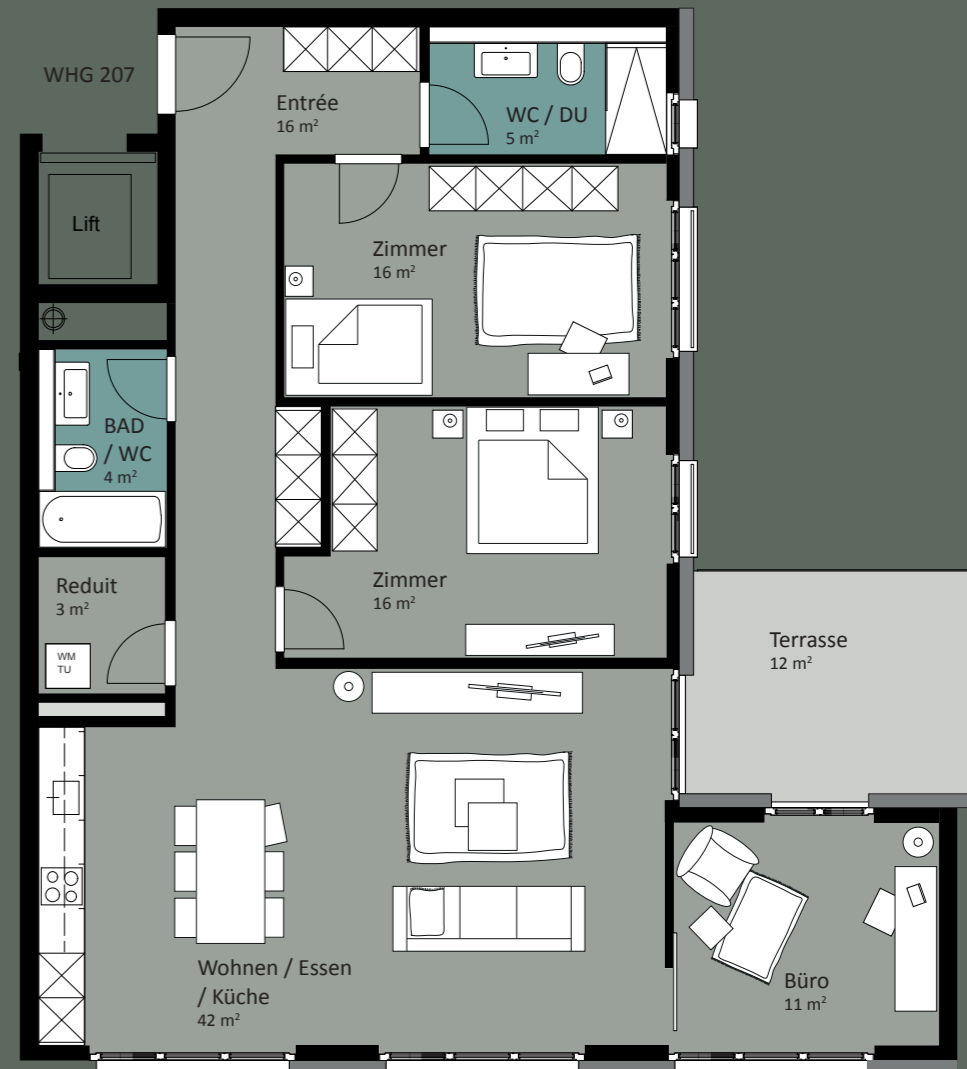 WHG 207
Entrée
16 m²
WC / DU
5 m²
Lift
Zimmer
16 m²
BAD
/ WC
4 m²
Zimmer
16 m²
Reduit
3 m²
WM
TU
Terrasse
12 m²
Wohnen / Essen
/ Küche
42 m²
Büro
11 m²